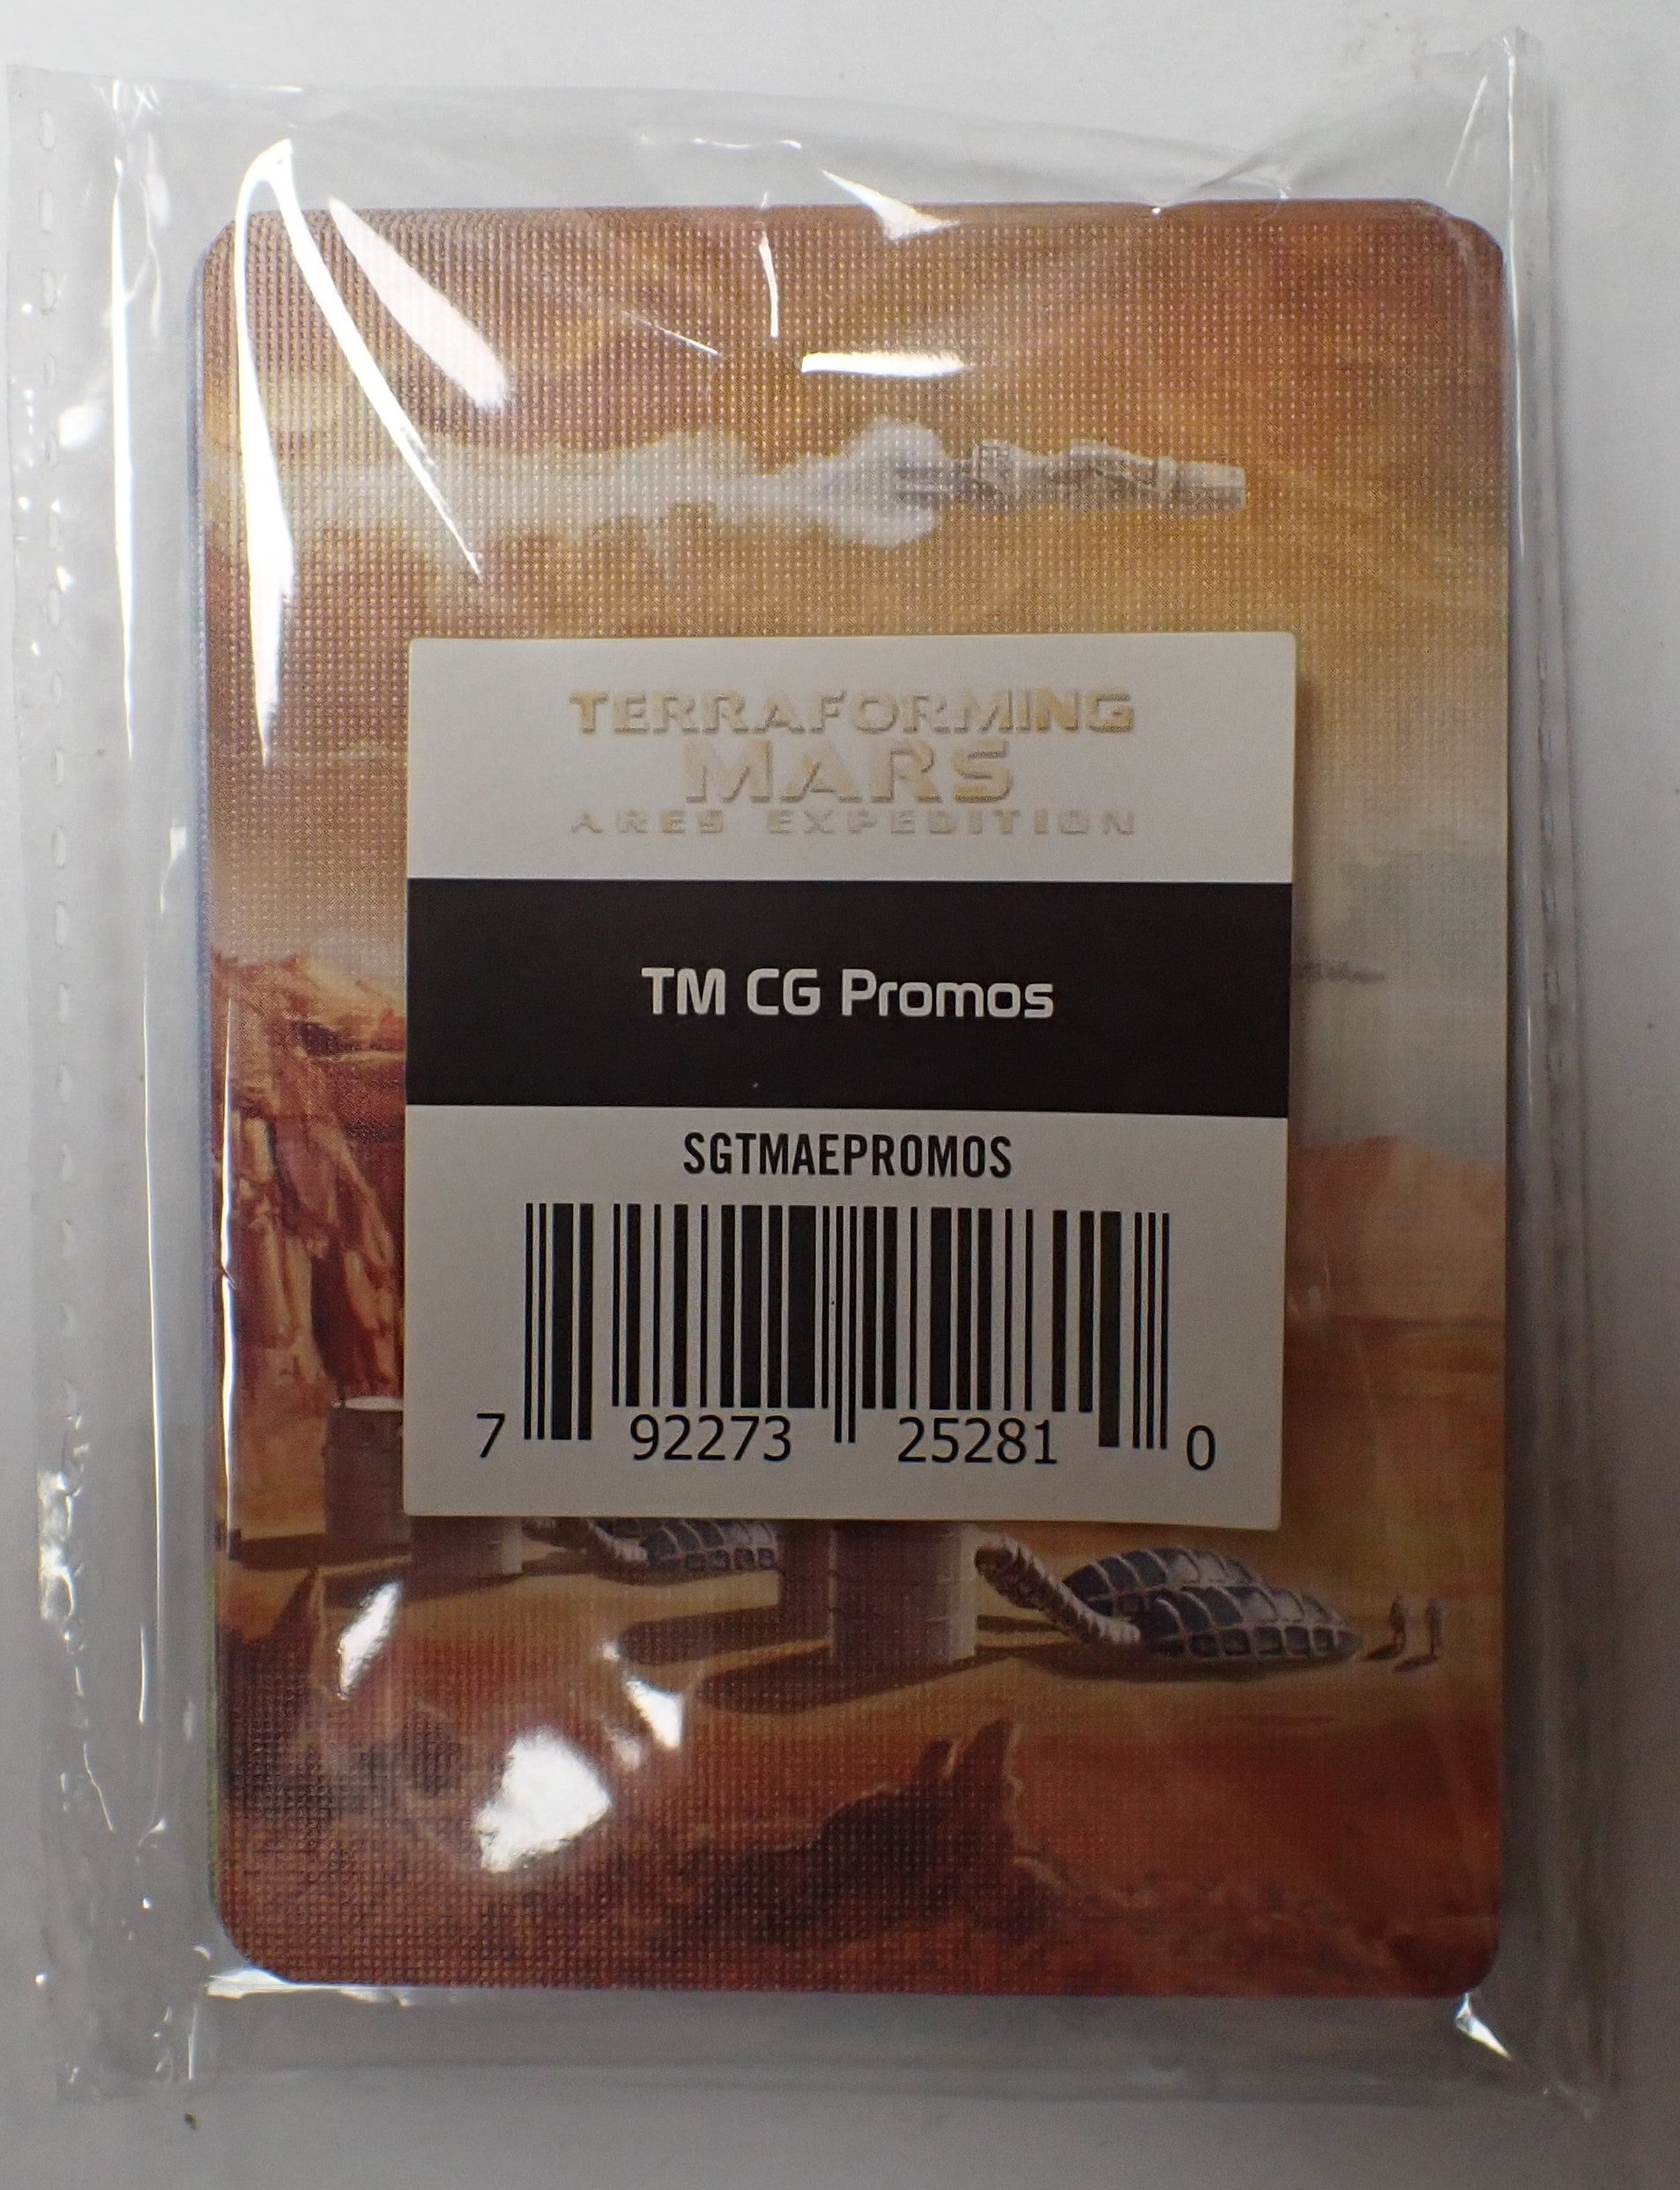 TERRAFORMING
MARS
ARES EXPEDITION
TM CG Promos
SGTMAEPROMOS
7 92273 25281 0